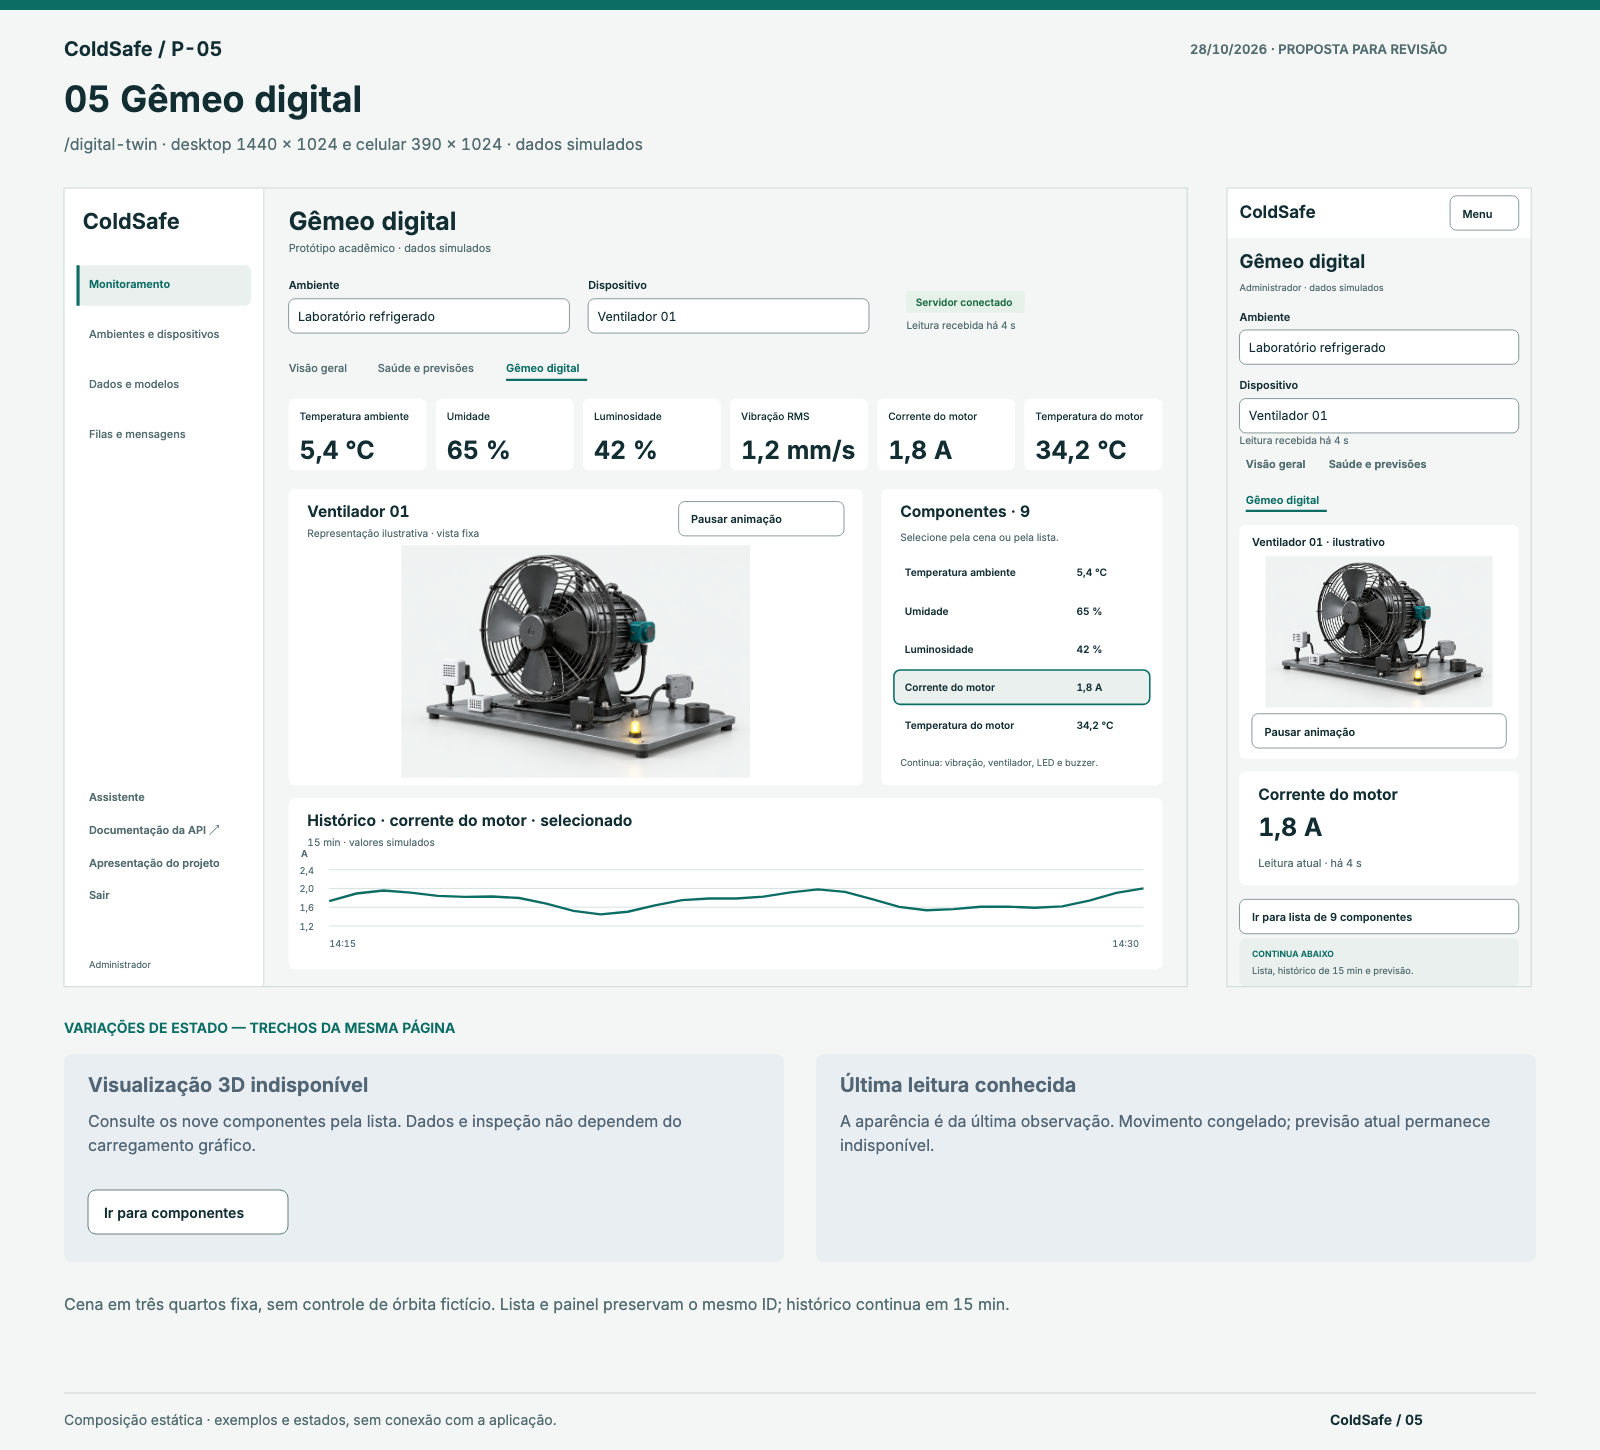 ColdSafe / P-05
28/10/2026 · PROPOSTA PARA REVISÃO
05 Gêmeo digital
/digital-twin · desktop 1440 × 1024 e celular 390 × 1024 · dados simulados
ColdSafe
Monitoramento
Ambientes e dispositivos
Dados e modelos
Filas e mensagens
Assistente
Documentação da API ↗
Apresentação do projeto
Sair
Administrador
Gêmeo digital
Protótipo acadêmico · dados simulados
Ambiente
Laboratório refrigerado
Dispositivo
Ventilador 01
Servidor conectado
Leitura recebida há 4 s
Visão geral
Saúde e previsões
Gêmeo digital
Temperatura ambiente
5,4 °C
Umidade
65 %
Luminosidade
42 %
Vibração RMS
1,2 mm/s
Corrente do motor
1,8 A
Temperatura do motor
34,2 °C
Ventilador 01
Representação ilustrativa · vista fixa
Pausar animação
Componentes · 9
Selecione pela cena ou pela lista.
Temperatura ambiente 5,4 °C
Umidade 65 %
Luminosidade 42 %
Corrente do motor 1,8 A
Temperatura do motor 34,2 °C
Continua: vibração, ventilador, LED e buzzer.
Histórico · corrente do motor · selecionado
15 min · valores simulados
A
2,4
2,0
1,6
1,2
14:15
14:30
ColdSafe
Menu
Gêmeo digital
Administrador · dados simulados
Ambiente
Laboratório refrigerado
Dispositivo
Ventilador 01
Leitura recebida há 4 s
Visão geral
Saúde e previsões
Gêmeo digital
Ventilador 01 · ilustrativo
Pausar animação
Corrente do motor
1,8 A
Leitura atual · há 4 s
Ir para lista de 9 componentes
CONTINUA ABAIXO
Lista, histórico de 15 min e previsão.
VARIAÇÕES DE ESTADO — TRECHOS DA MESMA PÁGINA
Visualização 3D indisponível
Consulte os nove componentes pela lista. Dados e inspeção não dependem do
carregamento gráfico.
Ir para componentes
Última leitura conhecida
A aparência é da última observação. Movimento congelado; previsão atual permanece
indisponível.
Cena em três quartos fixa, sem controle de órbita fictício. Lista e painel preservam o mesmo ID; histórico continua em 15 min.
Composição estática · exemplos e estados, sem conexão com a aplicação.
ColdSafe / 05